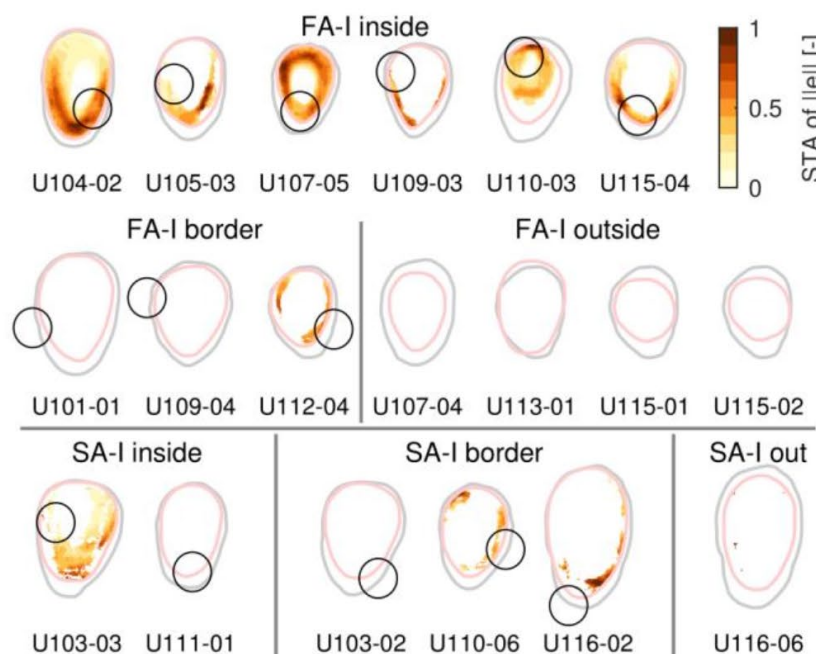 FA-I inside
1
0.5
0
STA of ||e|| [-]
U104-02 U105-03 U107-05 U109-03 U110-03 U115-04
FA-I border FA-I outside
U101-01 U109-04 U112-04 U107-04 U113-01 U115-01 U115-02
SA-I inside SA-I border SA-I out
U103-03 U111-01 U103-02 U110-06 U116-02 U116-06